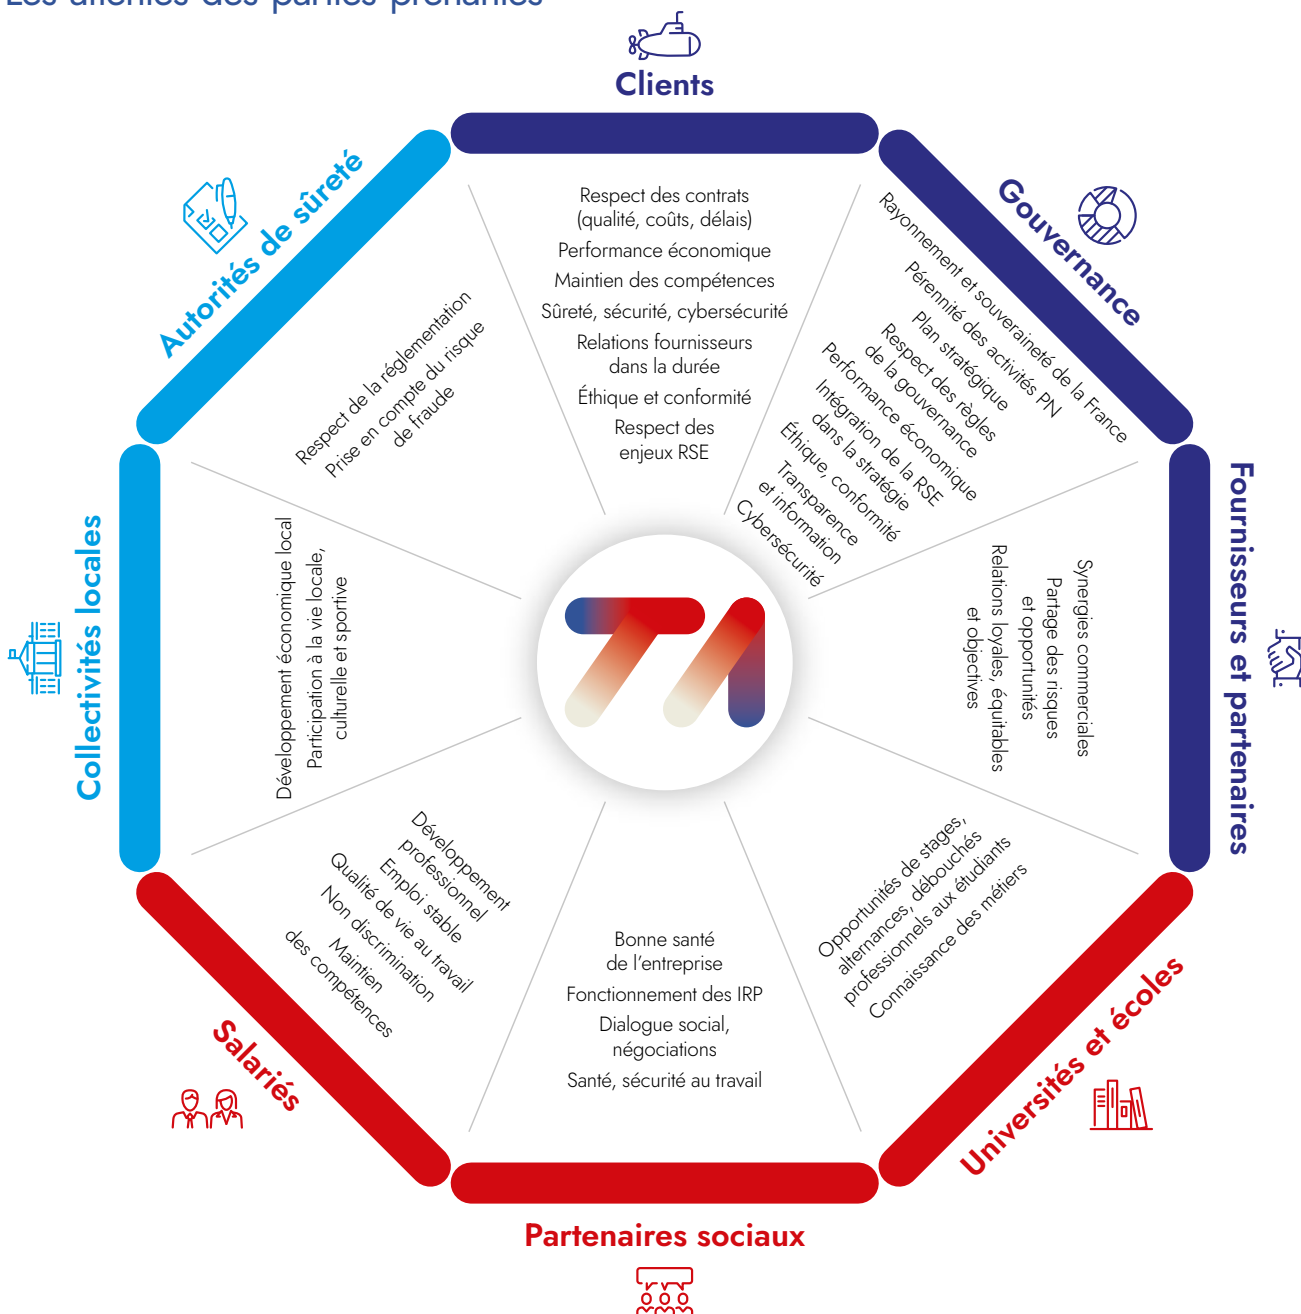 Les attentes des parties prenantes
Clients
Respect des contrats
(qualité, coûts, délais)
Performance économique
Maintien des compétences
Sûreté, sécurité, cybersécurité
Relations fournisseurs
dans la durée
Éthique et conformité
Respect des
enjeux RSE
Gouvernance
Rayonnement et souveraineté de la France
Pérennité des activités PN
Plan stratégique
Respect des règles
de la gouvernance
Performance économique
Intégration de la RSE
dans la stratégie
Éthique, conformité
Transparence
et information
Cybersécurité
Fournisseurs et partenaires
Synergies commerciales
Partage des risques
et opportunités
Relations loyales, équitables
et objectives
Universités et écoles
Opportunités de stages,
alternances, débouchés
professionnels aux étudiants
Connaissance des métiers
Partenaires sociaux
Bonne santé
de l’entreprise
Fonctionnement des IRP
Dialogue social,
négociations
Santé, sécurité au travail
Salariés
Développement
professionnel
Emploi stable
Qualité de vie au travail
Non discrimination
Maintien
des compétences
Collectivités locales
Développement économique local
Participation à la vie locale,
culturelle et sportive
Autorités de sûreté
Respect de la réglementation
Prise en compte du risque
de fraude